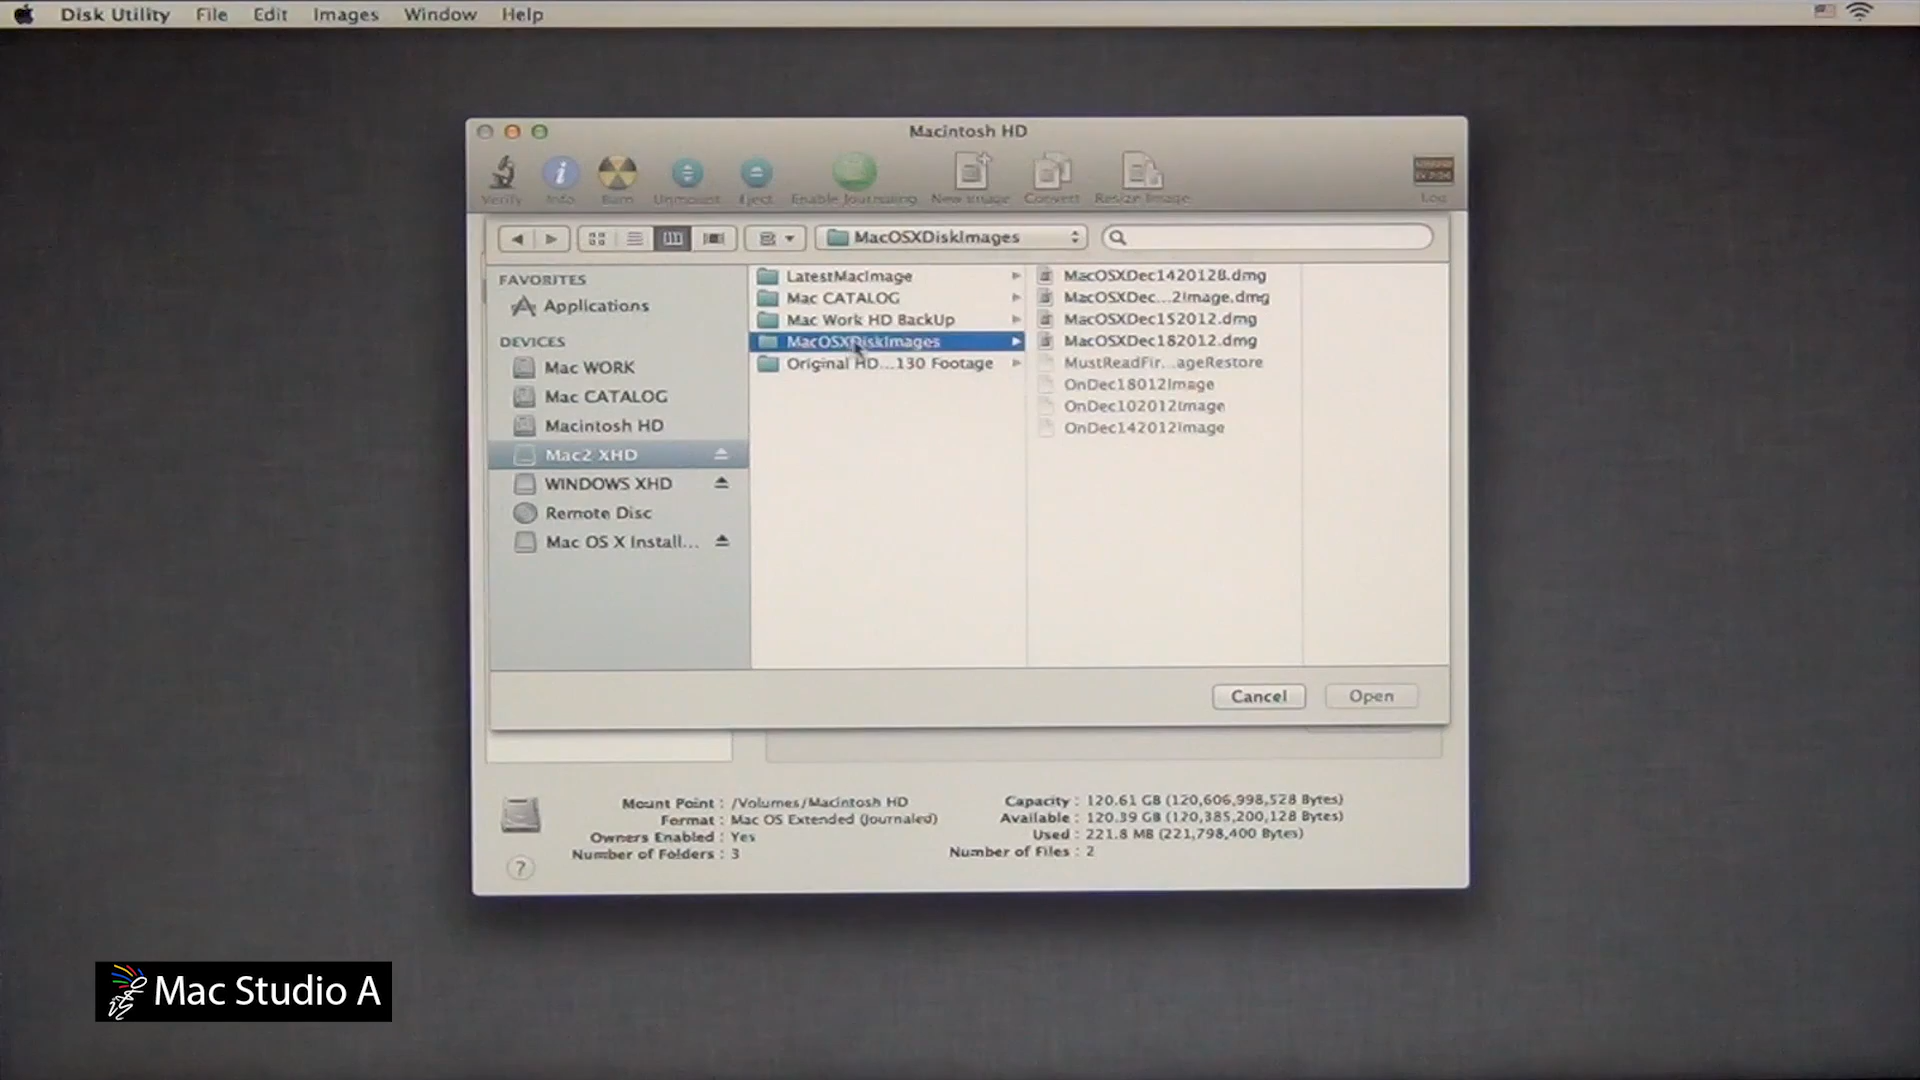 Disk Utility File Edit Images Window Help
Macintosh HD
Verify Info Burn Unmount Eject Enable Journaling New Image Convert Resize Image Log
MacOSXDiskImages
FAVORITES
Applications
DEVICES
Mac WORK
Mac CATALOG
Macintosh HD
Mac2 XHD
WINDOWS XHD
Remote Disc
Mac OS X Install...
LatestMacImage
Mac CATALOG
Mac Work HD BackUp
MacOSXDiskImages
Original HD...130 Footage
MacOSXDec1420128.dmg
MacOSXDec...2Image.dmg
MacOSXDec152012.dmg
MacOSXDec182012.dmg
MustReadFir...ageRestore
OnDec18012Image
OnDec102012Image
OnDec142012Image
Cancel Open
Mount Point : /Volumes/Macintosh HD
Format : Mac OS Extended (Journaled)
Owners Enabled : Yes
Number of Folders : 3
Capacity : 120.61 GB (120,606,998,528 Bytes)
Available : 120.39 GB (120,385,200,128 Bytes)
Used : 221.8 MB (221,798,400 Bytes)
Number of Files : 2
?
Mac Studio A